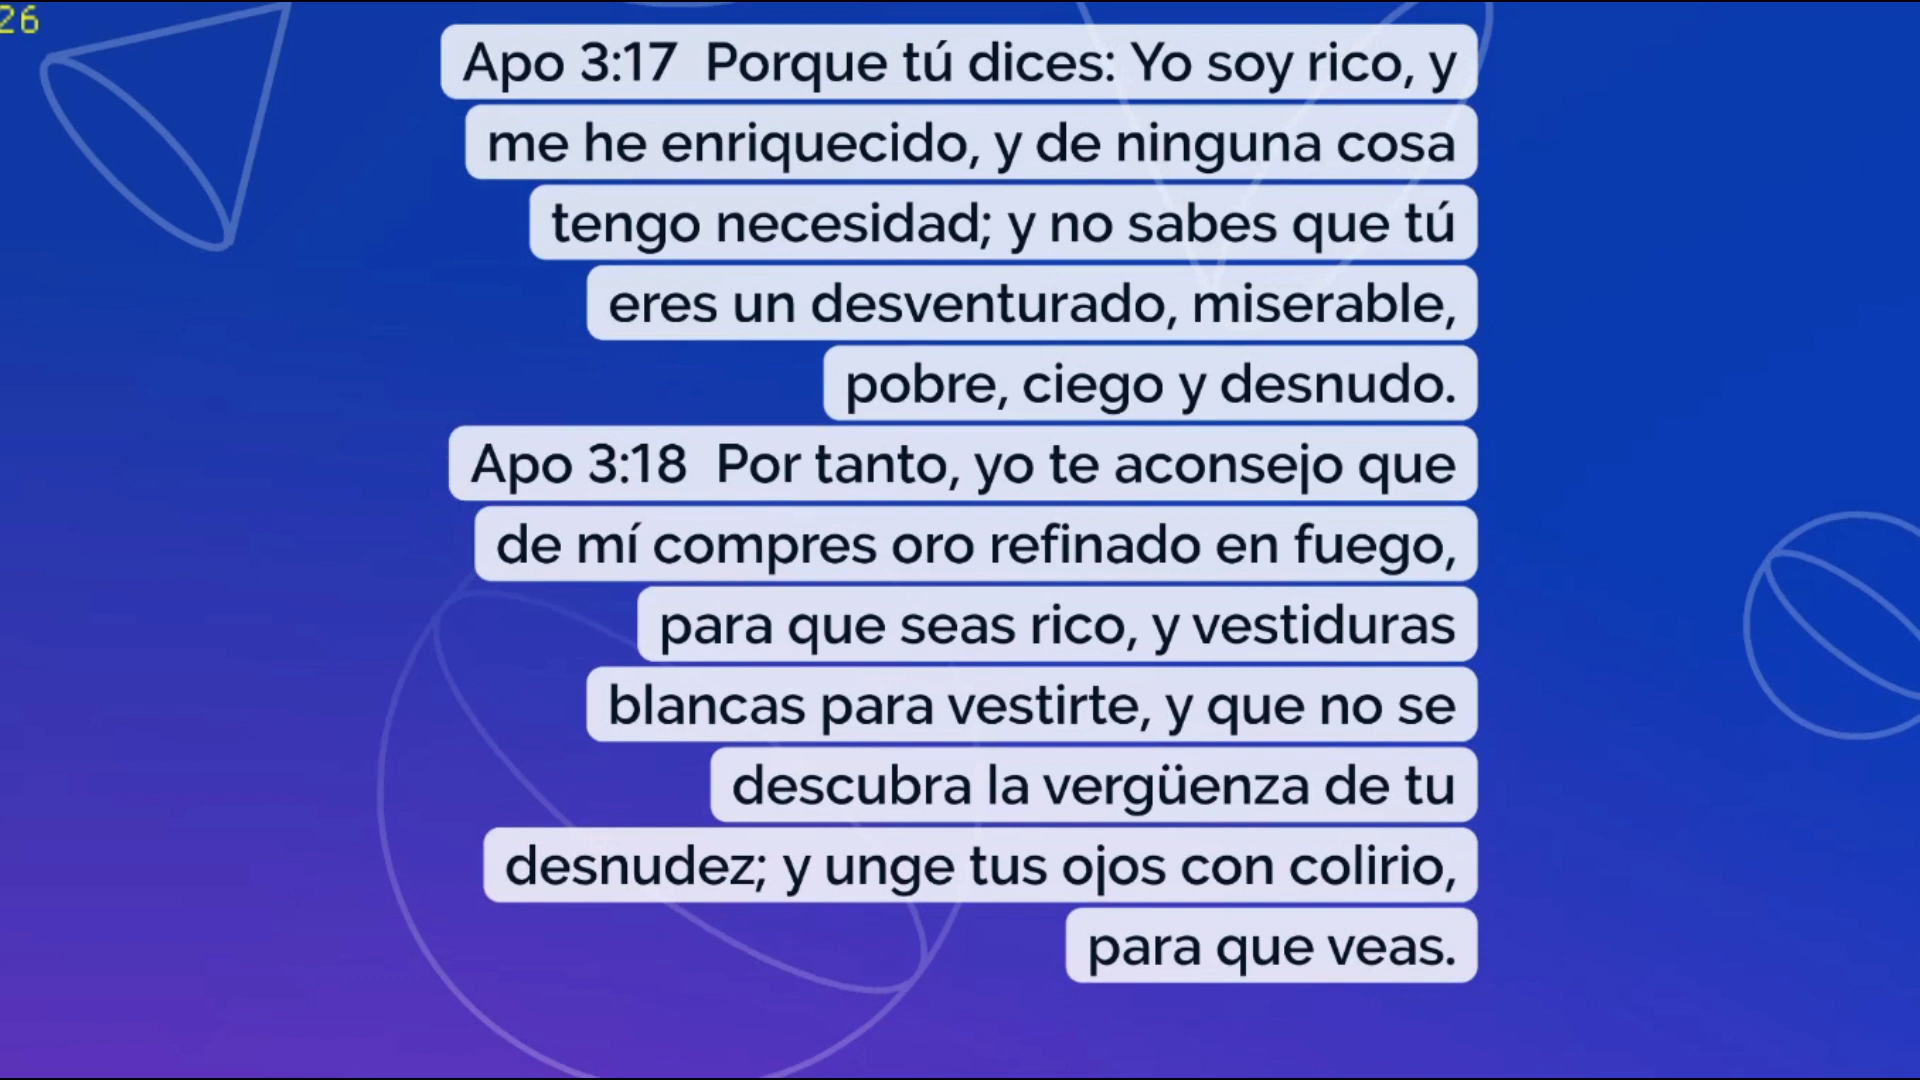 26
Apo 3:17  Porque tú dices: Yo soy rico, y
me he enriquecido, y de ninguna cosa
tengo necesidad; y no sabes que tú
eres un desventurado, miserable,
pobre, ciego y desnudo.
Apo 3:18  Por tanto, yo te aconsejo que
de mí compres oro refinado en fuego,
para que seas rico, y vestiduras
blancas para vestirte, y que no se
descubra la vergüenza de tu
desnudez; y unge tus ojos con colirio,
para que veas.